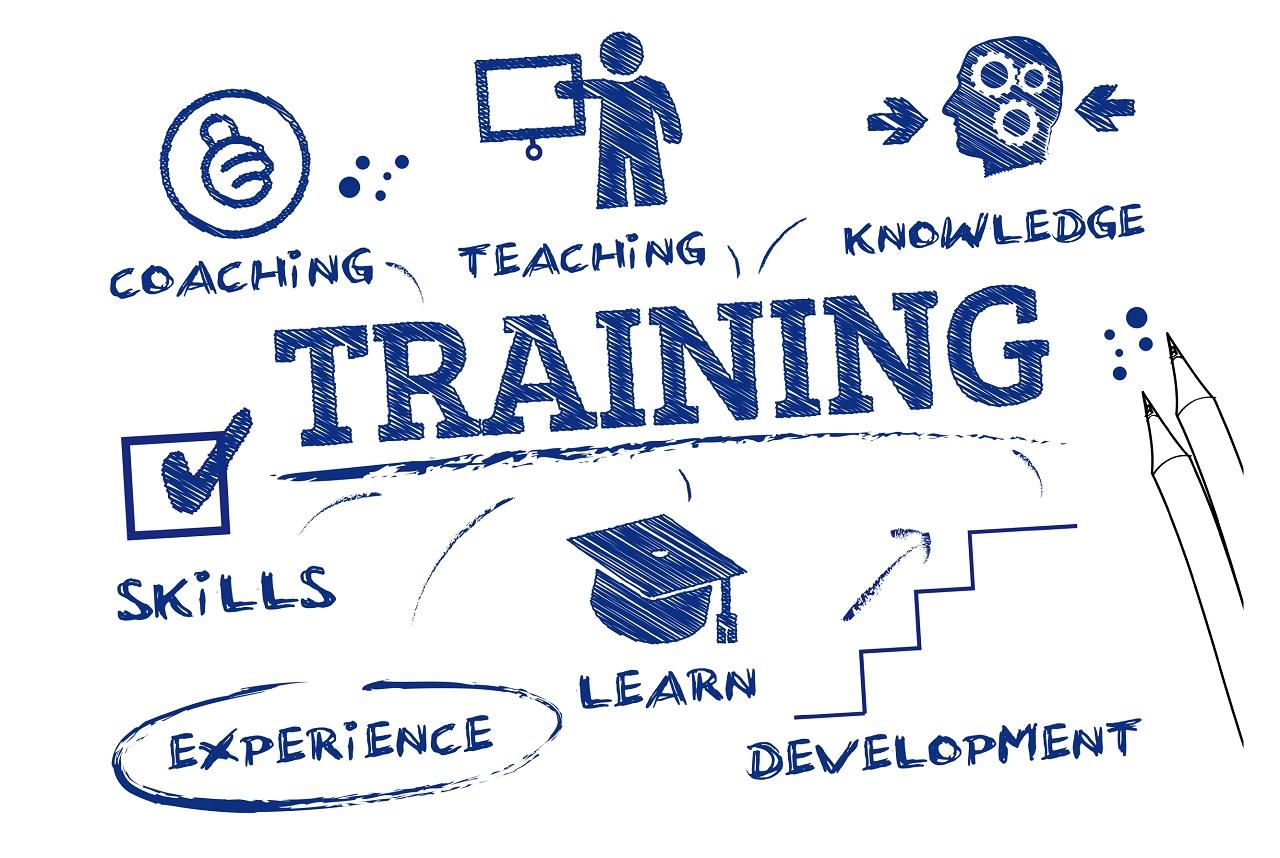 COACHiNG
TEACHiNG
KNOWLEDGE
TRAINING
SKiLLS
LEARN
EXPERiENCE
DEVELOPMENT